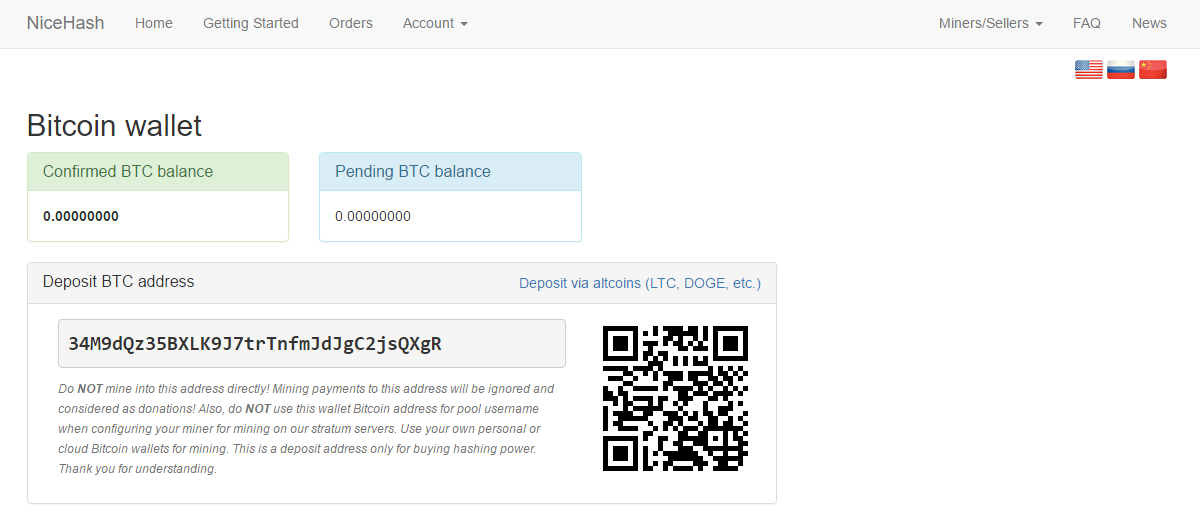 NiceHash Home Getting Started Orders Account Miners/Sellers FAQ News
Bitcoin wallet
Confirmed BTC balance Pending BTC balance
0.00000000 0.00000000
Deposit BTC address Deposit via altcoins (LTC, DOGE, etc.)
34M9dQz35BXLK9J7trTnfmJdJgC2jsQXgR
Do NOT mine into this address directly! Mining payments to this address will be ignored and
considered as donations! Also, do NOT use this wallet Bitcoin address for pool username
when configuring your miner for mining on our stratum servers. Use your own personal or
cloud Bitcoin wallets for mining. This is a deposit address only for buying hashing power.
Thank you for understanding.